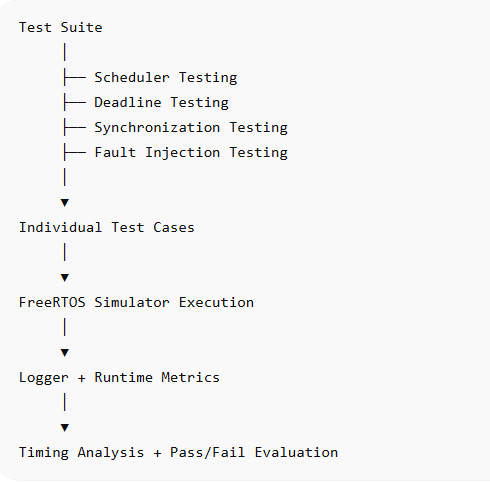 Test Suite
├── Scheduler Testing
├── Deadline Testing
├── Synchronization Testing
├── Fault Injection Testing
Individual Test Cases
FreeRTOS Simulator Execution
Logger + Runtime Metrics
Timing Analysis + Pass/Fail Evaluation